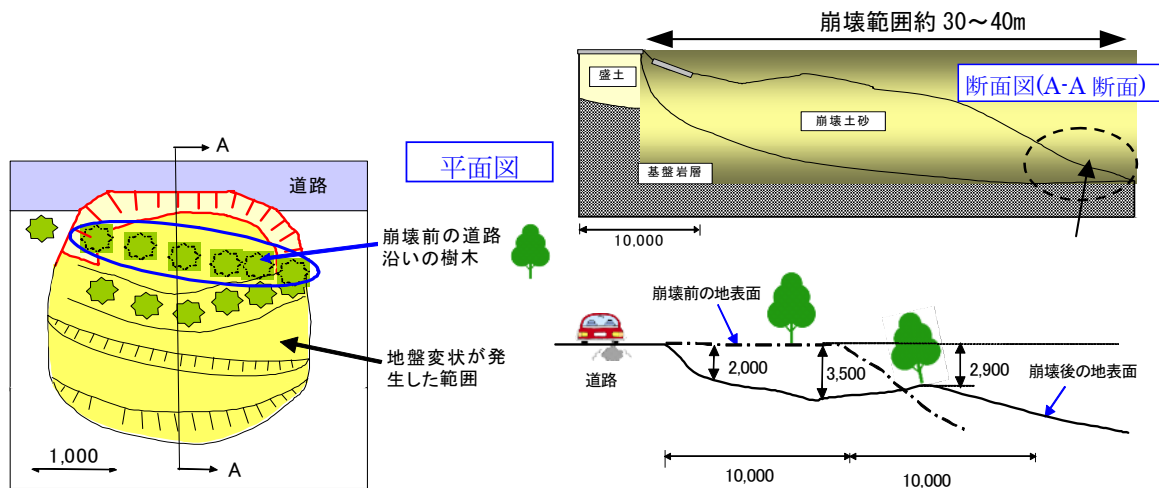 崩壊範囲約 30～40m
盛土
断面図(A-A 断面)
崩壊土砂
基盤岩層
10,000
A
平面図
道路
崩壊前の道路
沿いの樹木
地盤変状が発
生した範囲
1,000
A
崩壊前の地表面
道路
2,000
3,500
2,900
崩壊後の地表面
10,000
10,000